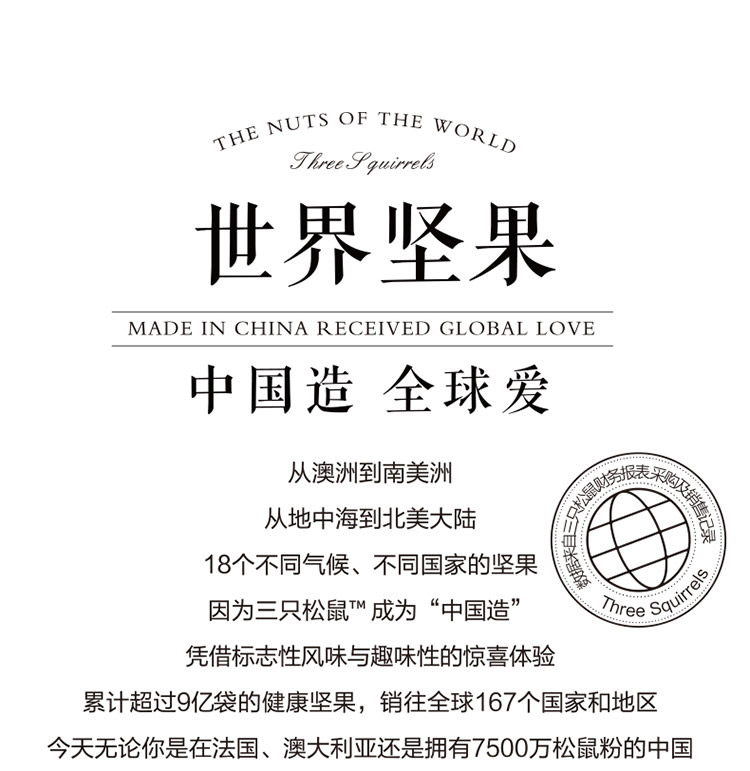 THE NUTS OF THE WORLD
Three Squirrels
世界坚果
MADE IN CHINA RECEIVED GLOBAL LOVE
中国造 全球爱
从澳洲到南美洲
从地中海到北美大陆
18个不同气候、不同国家的坚果
因为三只松鼠™成为“中国造”
凭借标志性风味与趣味性的惊喜体验
累计超过9亿袋的健康坚果，销往全球167个国家和地区
今天无论你是在法国、澳大利亚还是拥有7500万松鼠粉的中国
数据来自三只松鼠财务报表采购及销售记录
Three Squirrels